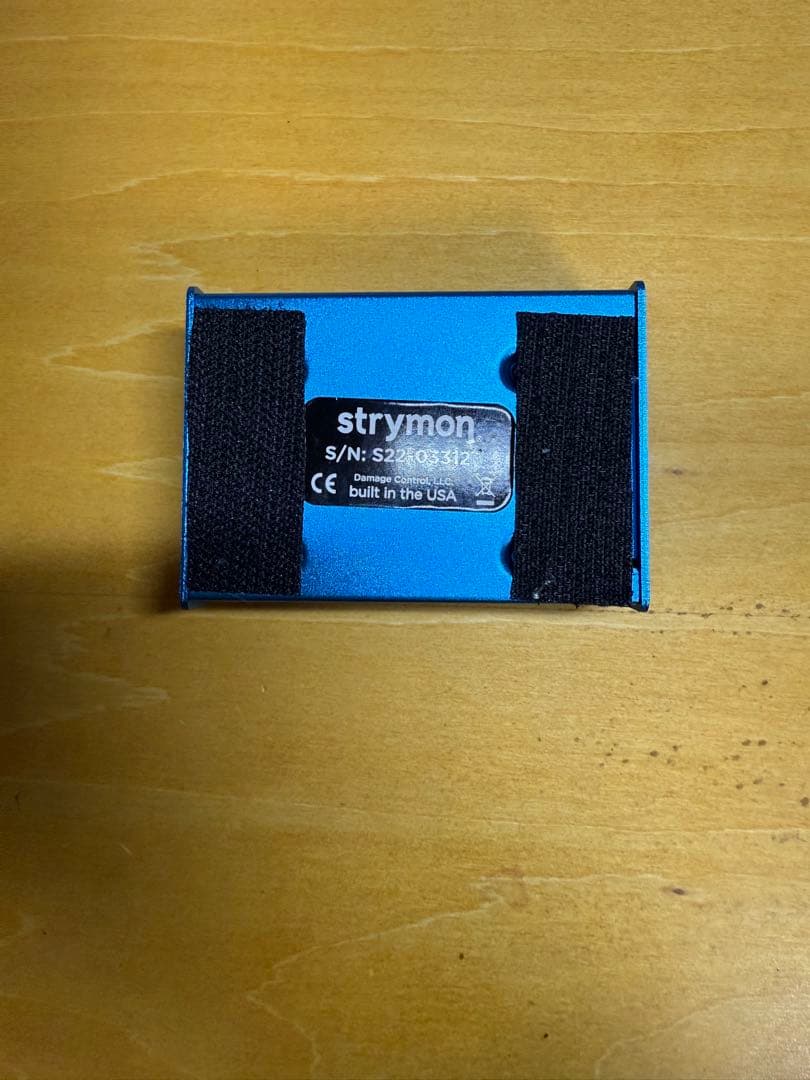 strymon
S/N: S22-03312
Damage Control, LLC.
CE built in the USA